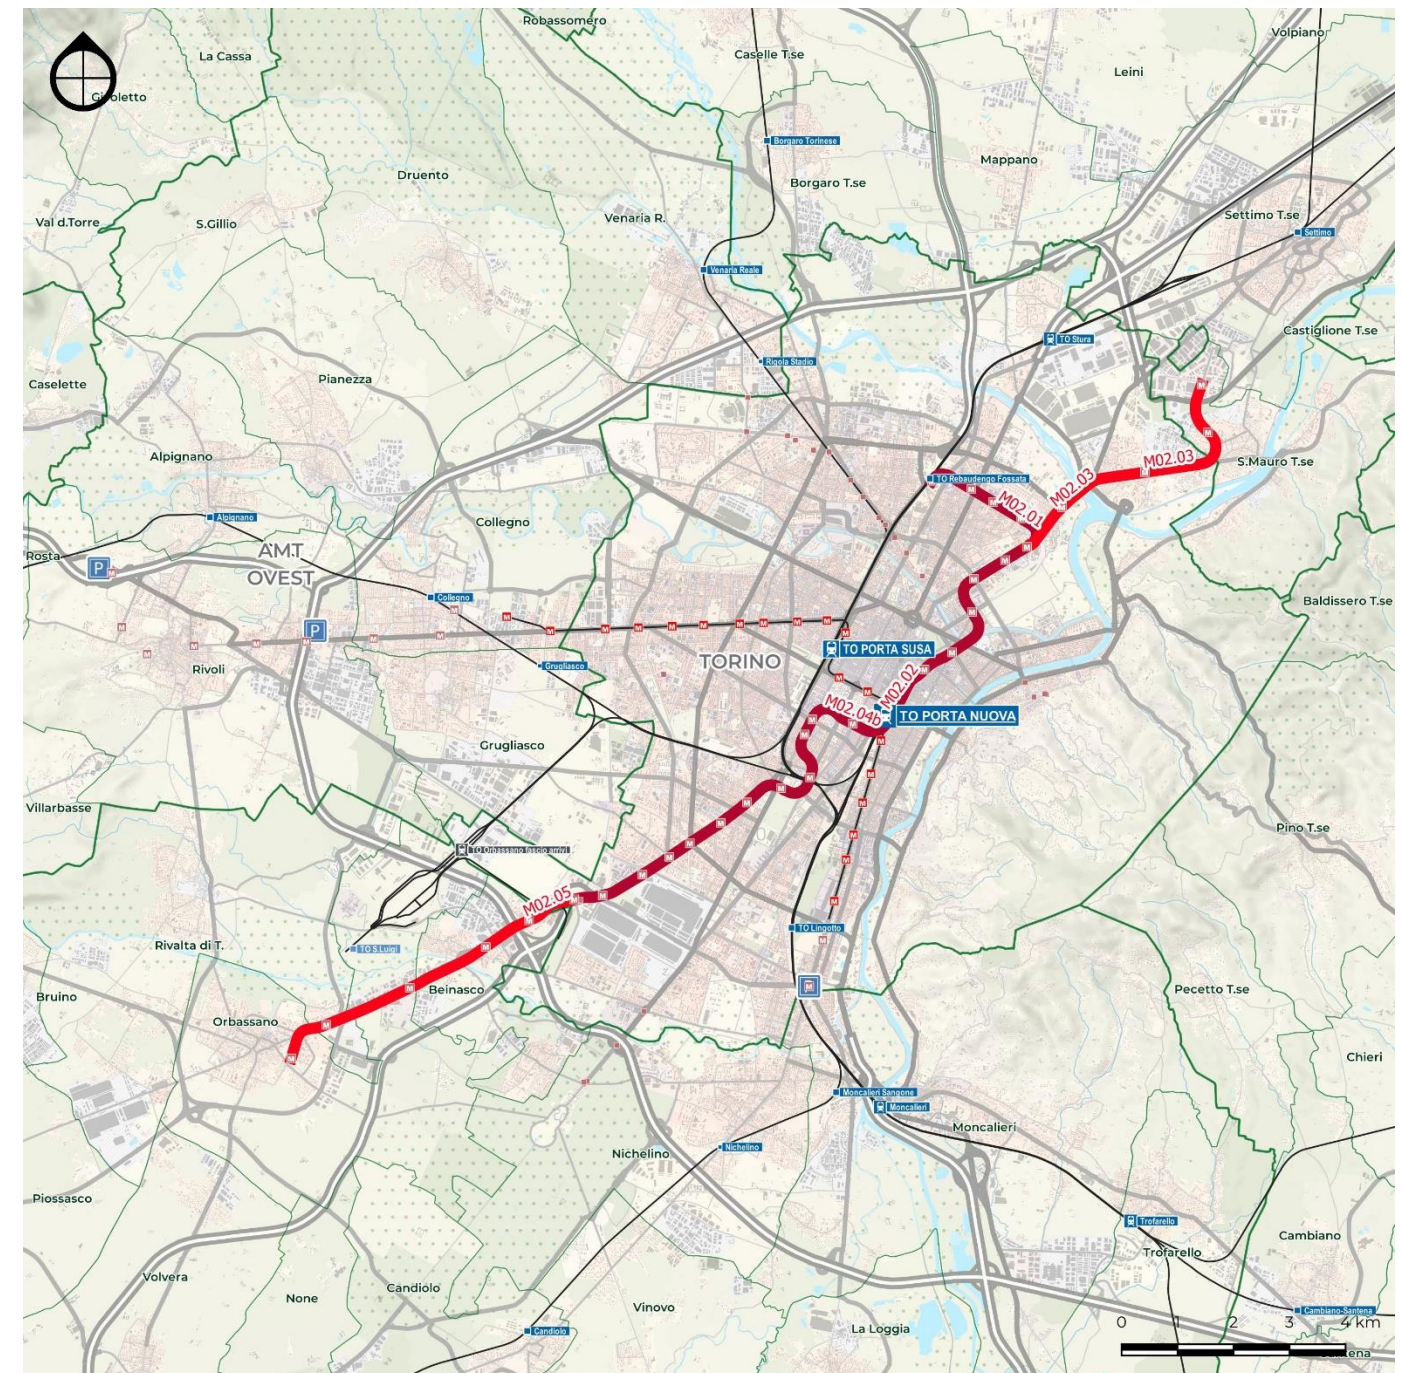 Robassomero
Volpiano
La Cassa
Caselle T.se
Leini
Borgaro Torinese
Mappano
Druento
Borgaro T.se
Val d.Torre
S.Gillio
Venaria R.
Settimo T.se
Settimo
Venaria Reale
Castiglione T.se
TO Stura
Rigola Stadio
Caselette
Pianezza
Alpignano
M02.03
S.Mauro T.se
TO Rebaudengo Fossata
M02.03
M02.01
Alpignano
Collegno
Rosta
P
AMT
OVEST
Collegno
Baldissero T.se
P
TO PORTA SUSA
Rivoli
Grugliasco
TORINO
M02.02
M02.04b
TO PORTA NUOVA
Grugliasco
Villarbasse
Pino T.se
TO Orbassano fascio arrivi
M02.05
TO Lingotto
Rivalta di T.
TO S.Luigi
Bruino
Beinasco
Pecetto T.se
Orbassano
Chieri
Moncalieri Sangone
Moncalieri
Moncalieri
Nichelino
Nichelino
Piossasco
Trofarello
Cambiano
Trofarello
Volvera
Candiolo
None
Vinovo
Cambiano-Santena
0 1 2 3 4 km
La Loggia
Candiolo